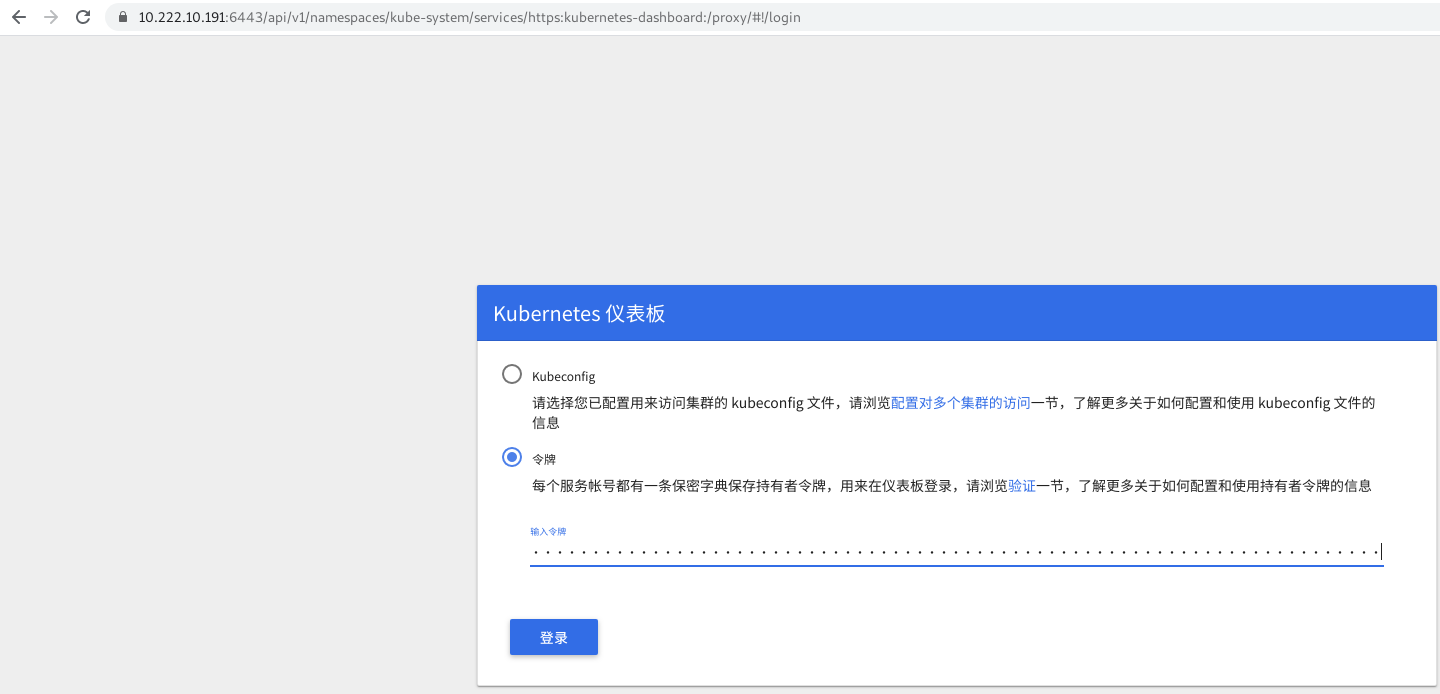 10.222.10.191:6443/api/v1/namespaces/kube-system/services/https:kubernetes-dashboard:/proxy/#!/login
Kubernetes 仪表板
Kubeconfig
请选择您已配置用来访问集群的 kubeconfig 文件，请浏览配置对多个集群的访问一节，了解更多关于如何配置和使用 kubeconfig 文件的
信息
令牌
每个服务帐号都有一条保密字典保存持有者令牌，用来在仪表板登录，请浏览验证一节，了解更多关于如何配置和使用持有者令牌的信息
输入令牌
登录